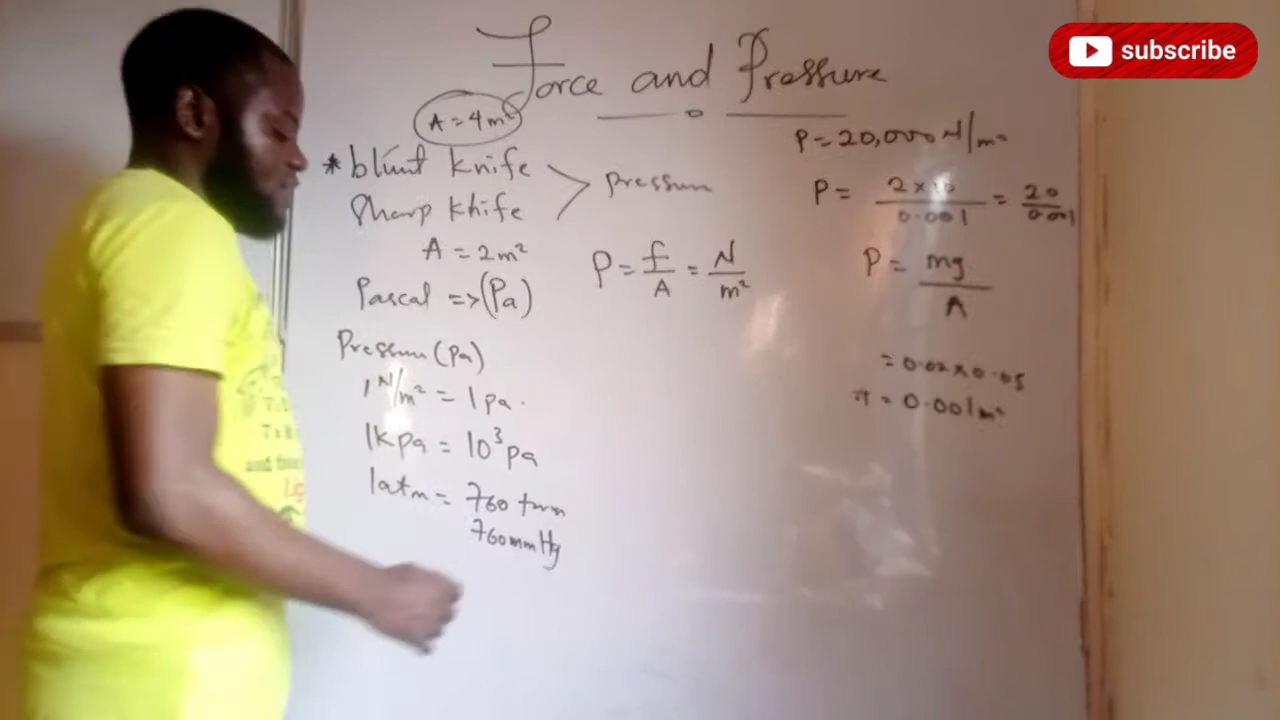 subscribe
Force and Pressure
A = 4m²
* blunt knife
Sharp knife
Pressure
A = 2m²
Pascal => (Pa)
P = f/A = N/m²
Pressure (Pa)
1 N/m² = 1 pa.
1kpa = 10³ pa
1atm = 760 torr
760mmHg
P = 20,000 N/m²
P = 2 x 10 / 0.001 = 20 / 0.001
P = mg / A
= 0.02 x 0.05
A = 0.001m²